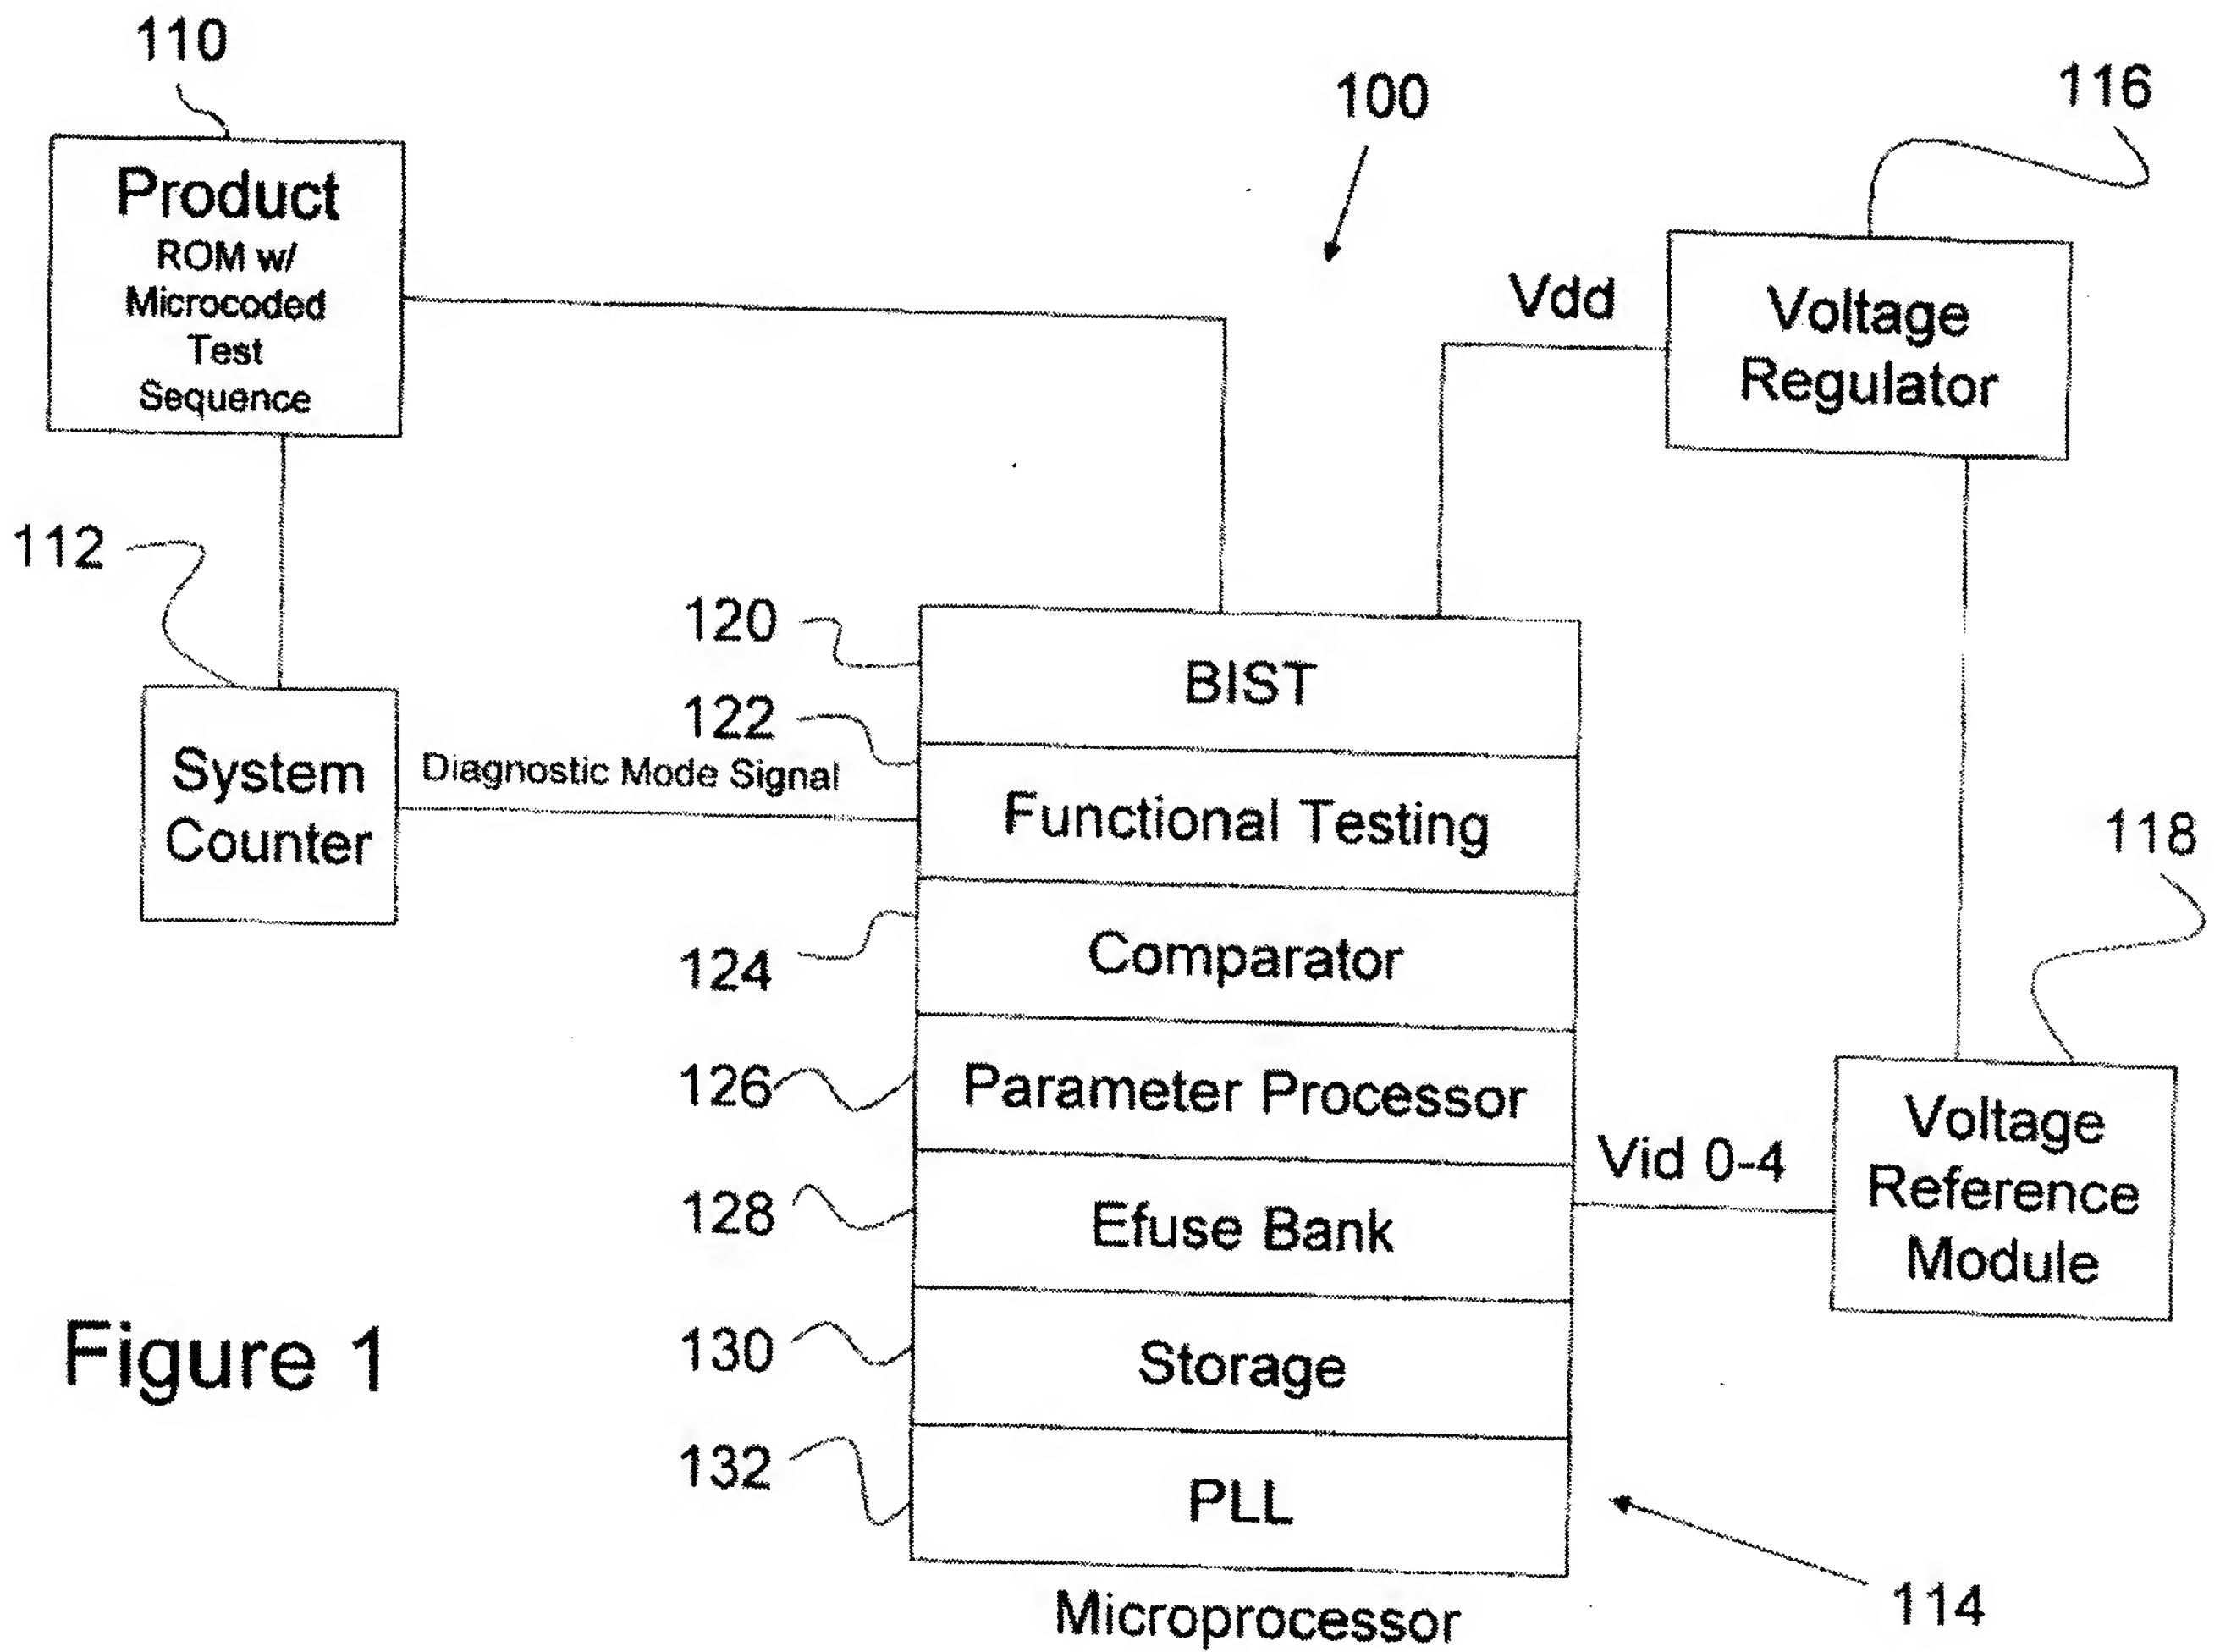 110
100
116
Product
ROM w/
Microcoded
Test
Sequence
Vdd
Voltage
Regulator
112
120
BIST
122
System
Counter
Diagnostic Mode Signal
Functional Testing
118
124
Comparator
126
Parameter Processor
Vid 0-4
Voltage
Reference
Module
128
Efuse Bank
Figure 1
130
Storage
132
PLL
114
Microprocessor